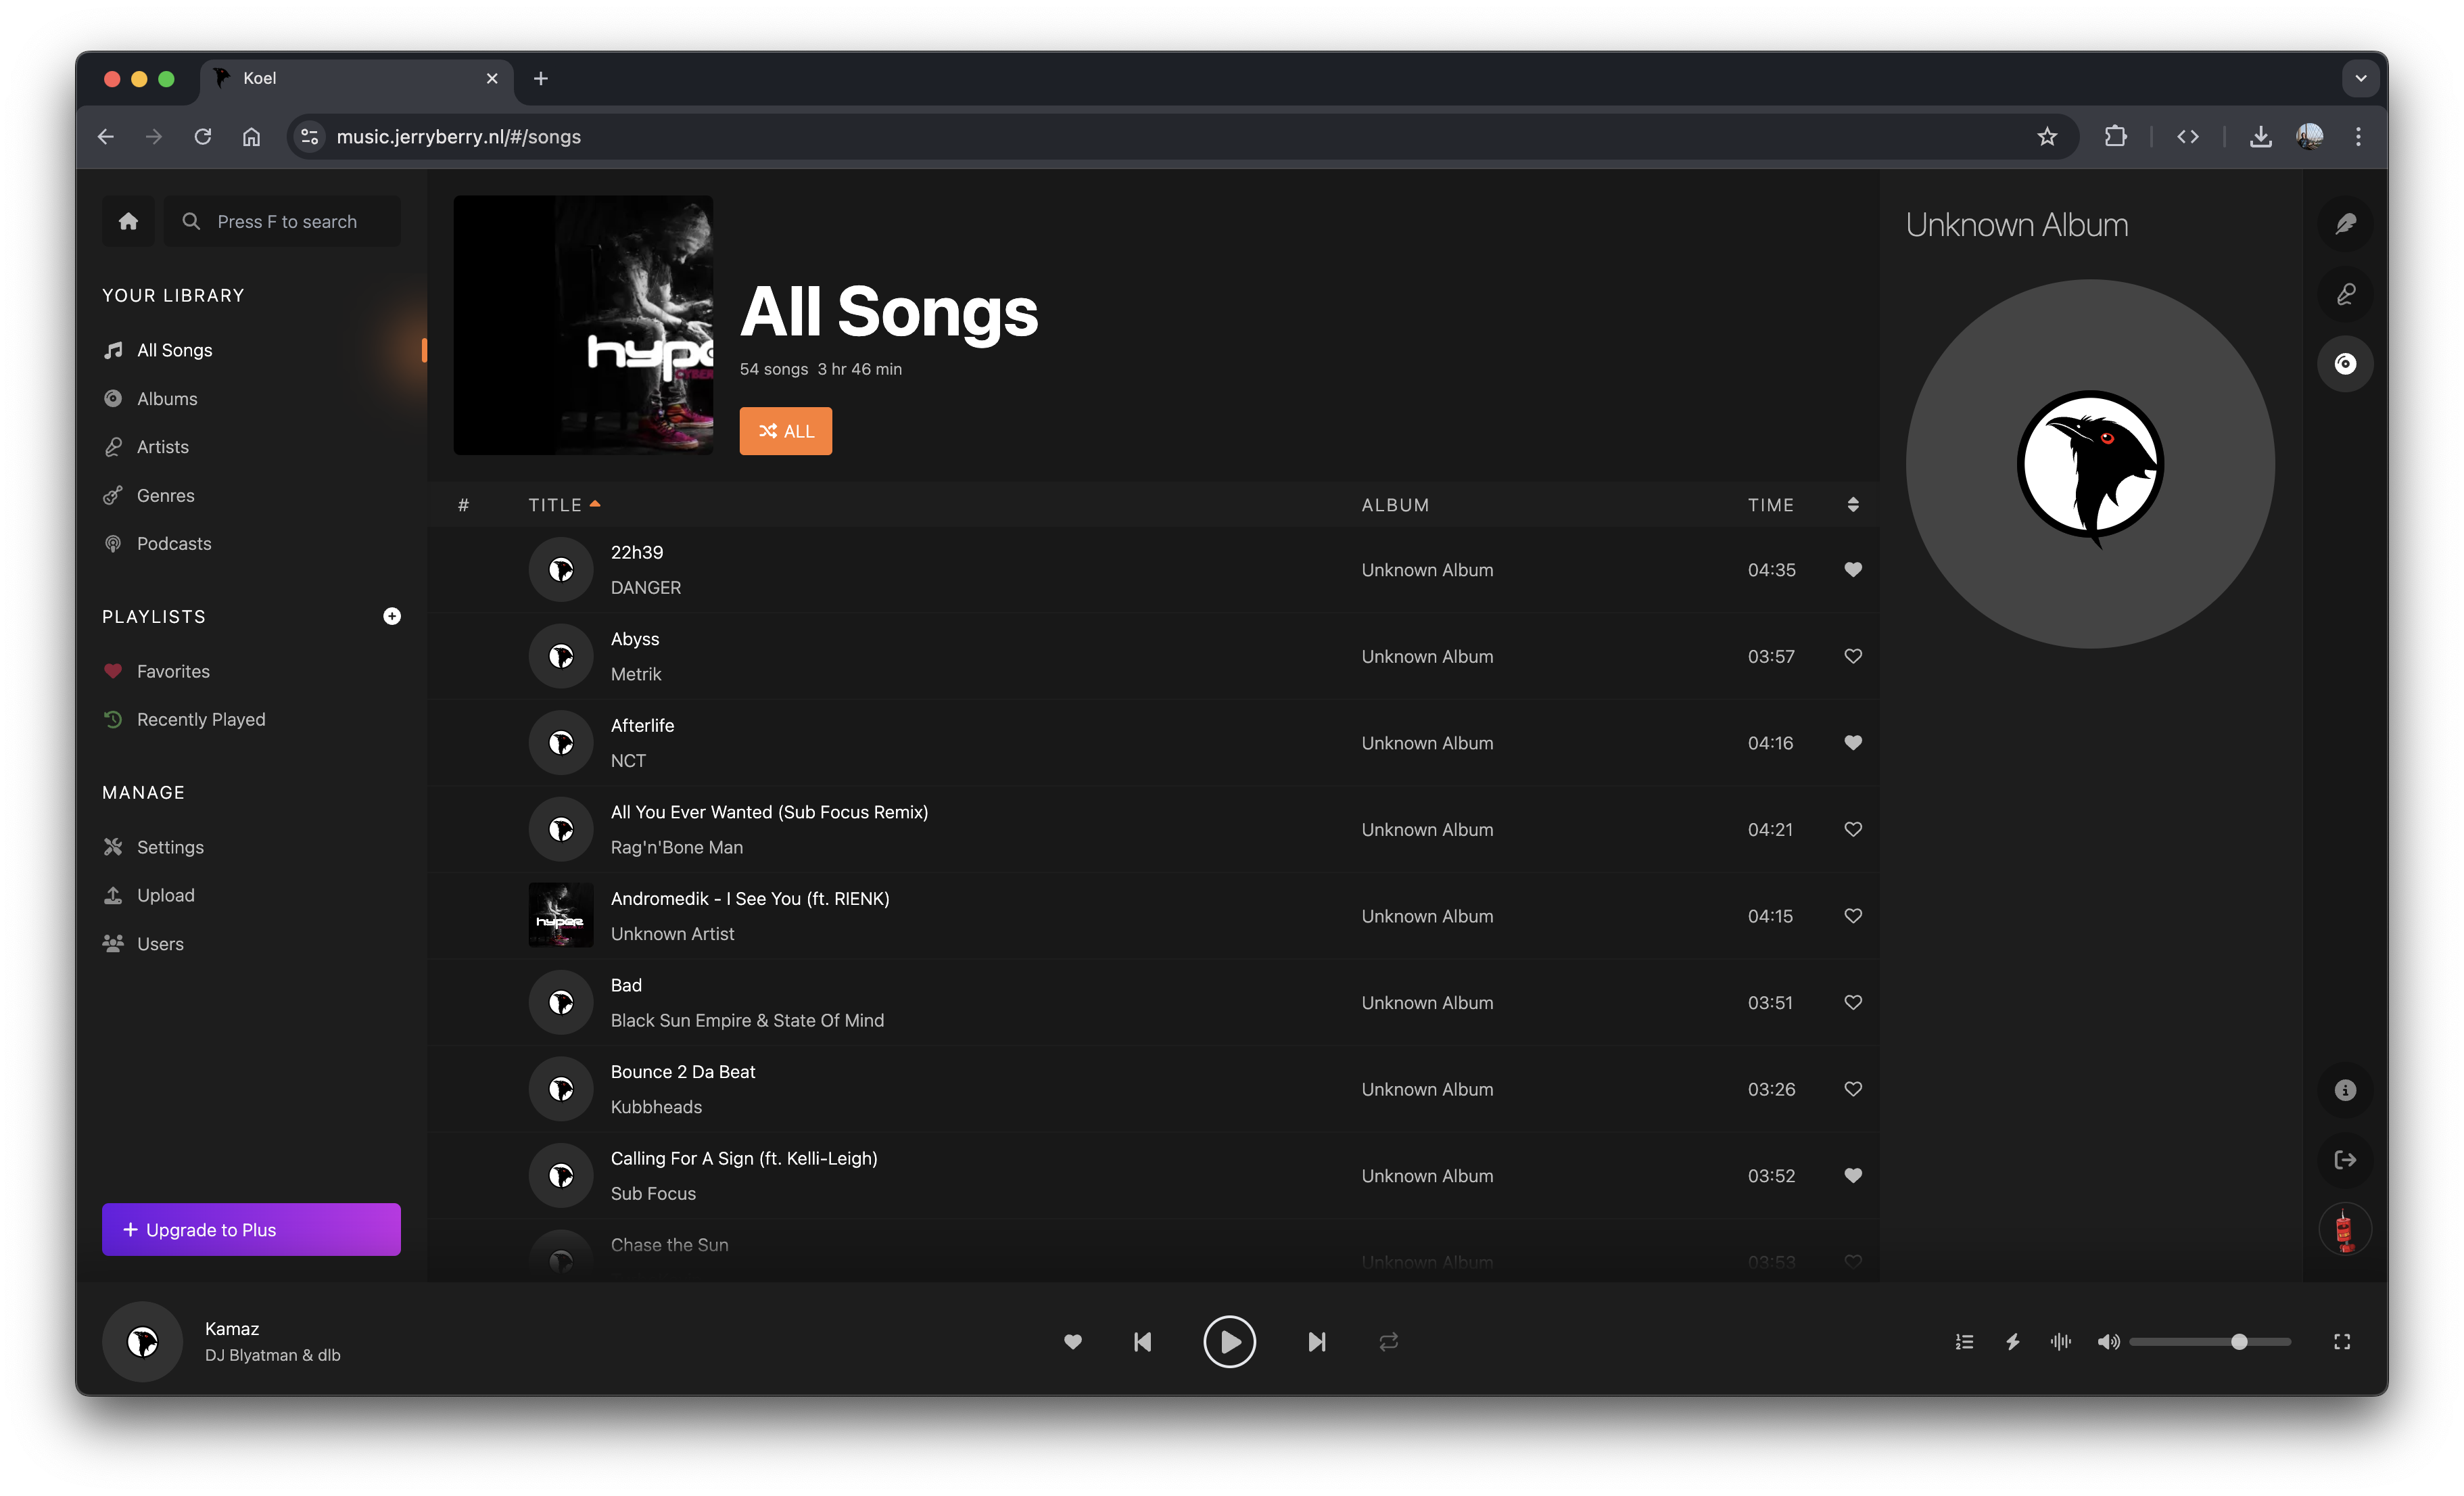 Koel
music.jerryberry.nl/#/songs
Press F to search
YOUR LIBRARY
All Songs
Albums
Artists
Genres
Podcasts
PLAYLISTS
Favorites
Recently Played
MANAGE
Settings
Upload
Users
+ Upgrade to Plus
hype
CYBER
All Songs
54 songs 3 hr 46 min
ALL
# TITLE ALBUM TIME
22h39
DANGER
Unknown Album 04:35
Abyss
Metrik
Unknown Album 03:57
Afterlife
NCT
Unknown Album 04:16
All You Ever Wanted (Sub Focus Remix)
Rag'n'Bone Man
Unknown Album 04:21
hyper
Andromedik - I See You (ft. RIENK)
Unknown Artist
Unknown Album 04:15
Bad
Black Sun Empire & State Of Mind
Unknown Album 03:51
Bounce 2 Da Beat
Kubbheads
Unknown Album 03:26
Calling For A Sign (ft. Kelli-Leigh)
Sub Focus
Unknown Album 03:52
Chase the Sun
Unknown Album 03:53
Unknown Album
Kamaz
DJ Blyatman & dlb